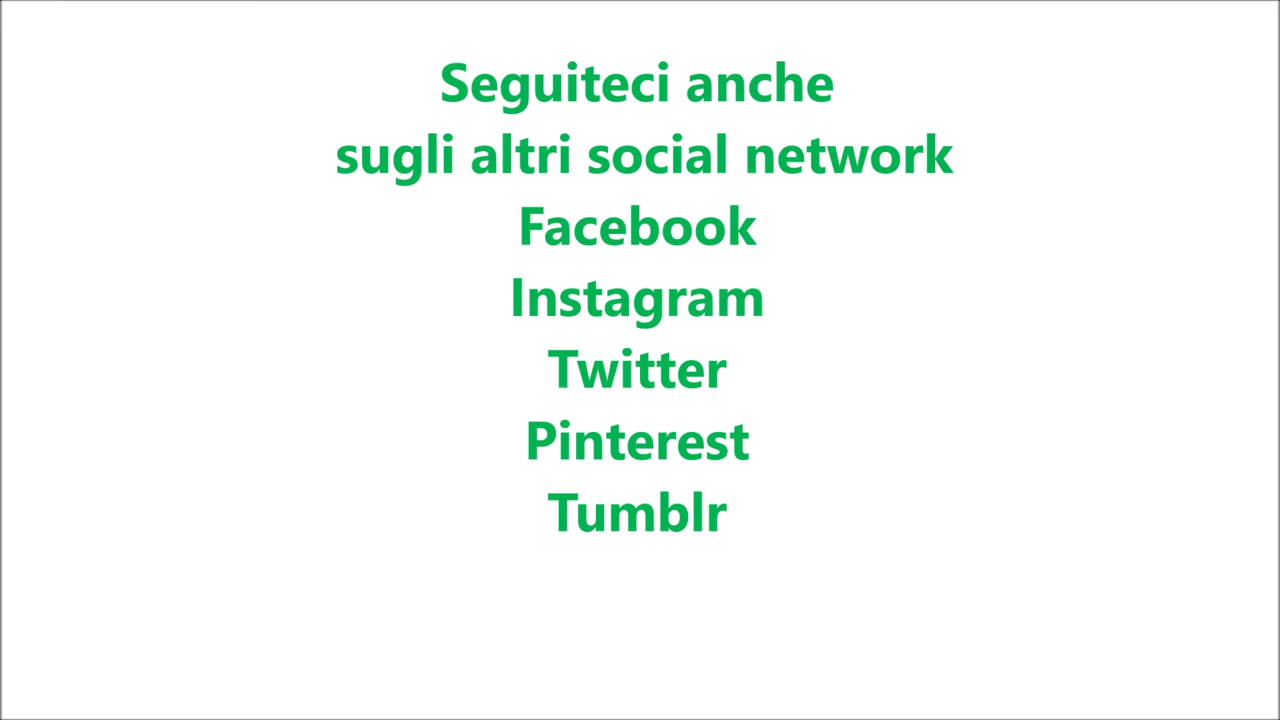 Seguiteci anche
sugli altri social network
Facebook
Instagram
Twitter
Pinterest
Tumblr